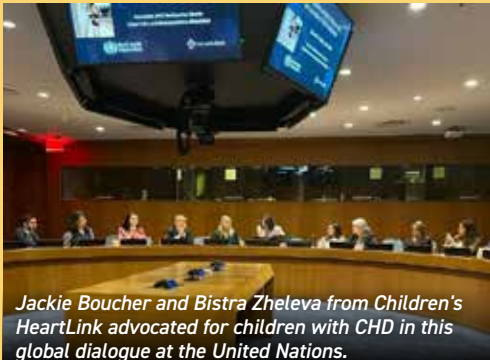 Jackie Boucher and Bistra Zheleva from Children's
HeartLink advocated for children with CHD in this
global dialogue at the United Nations.